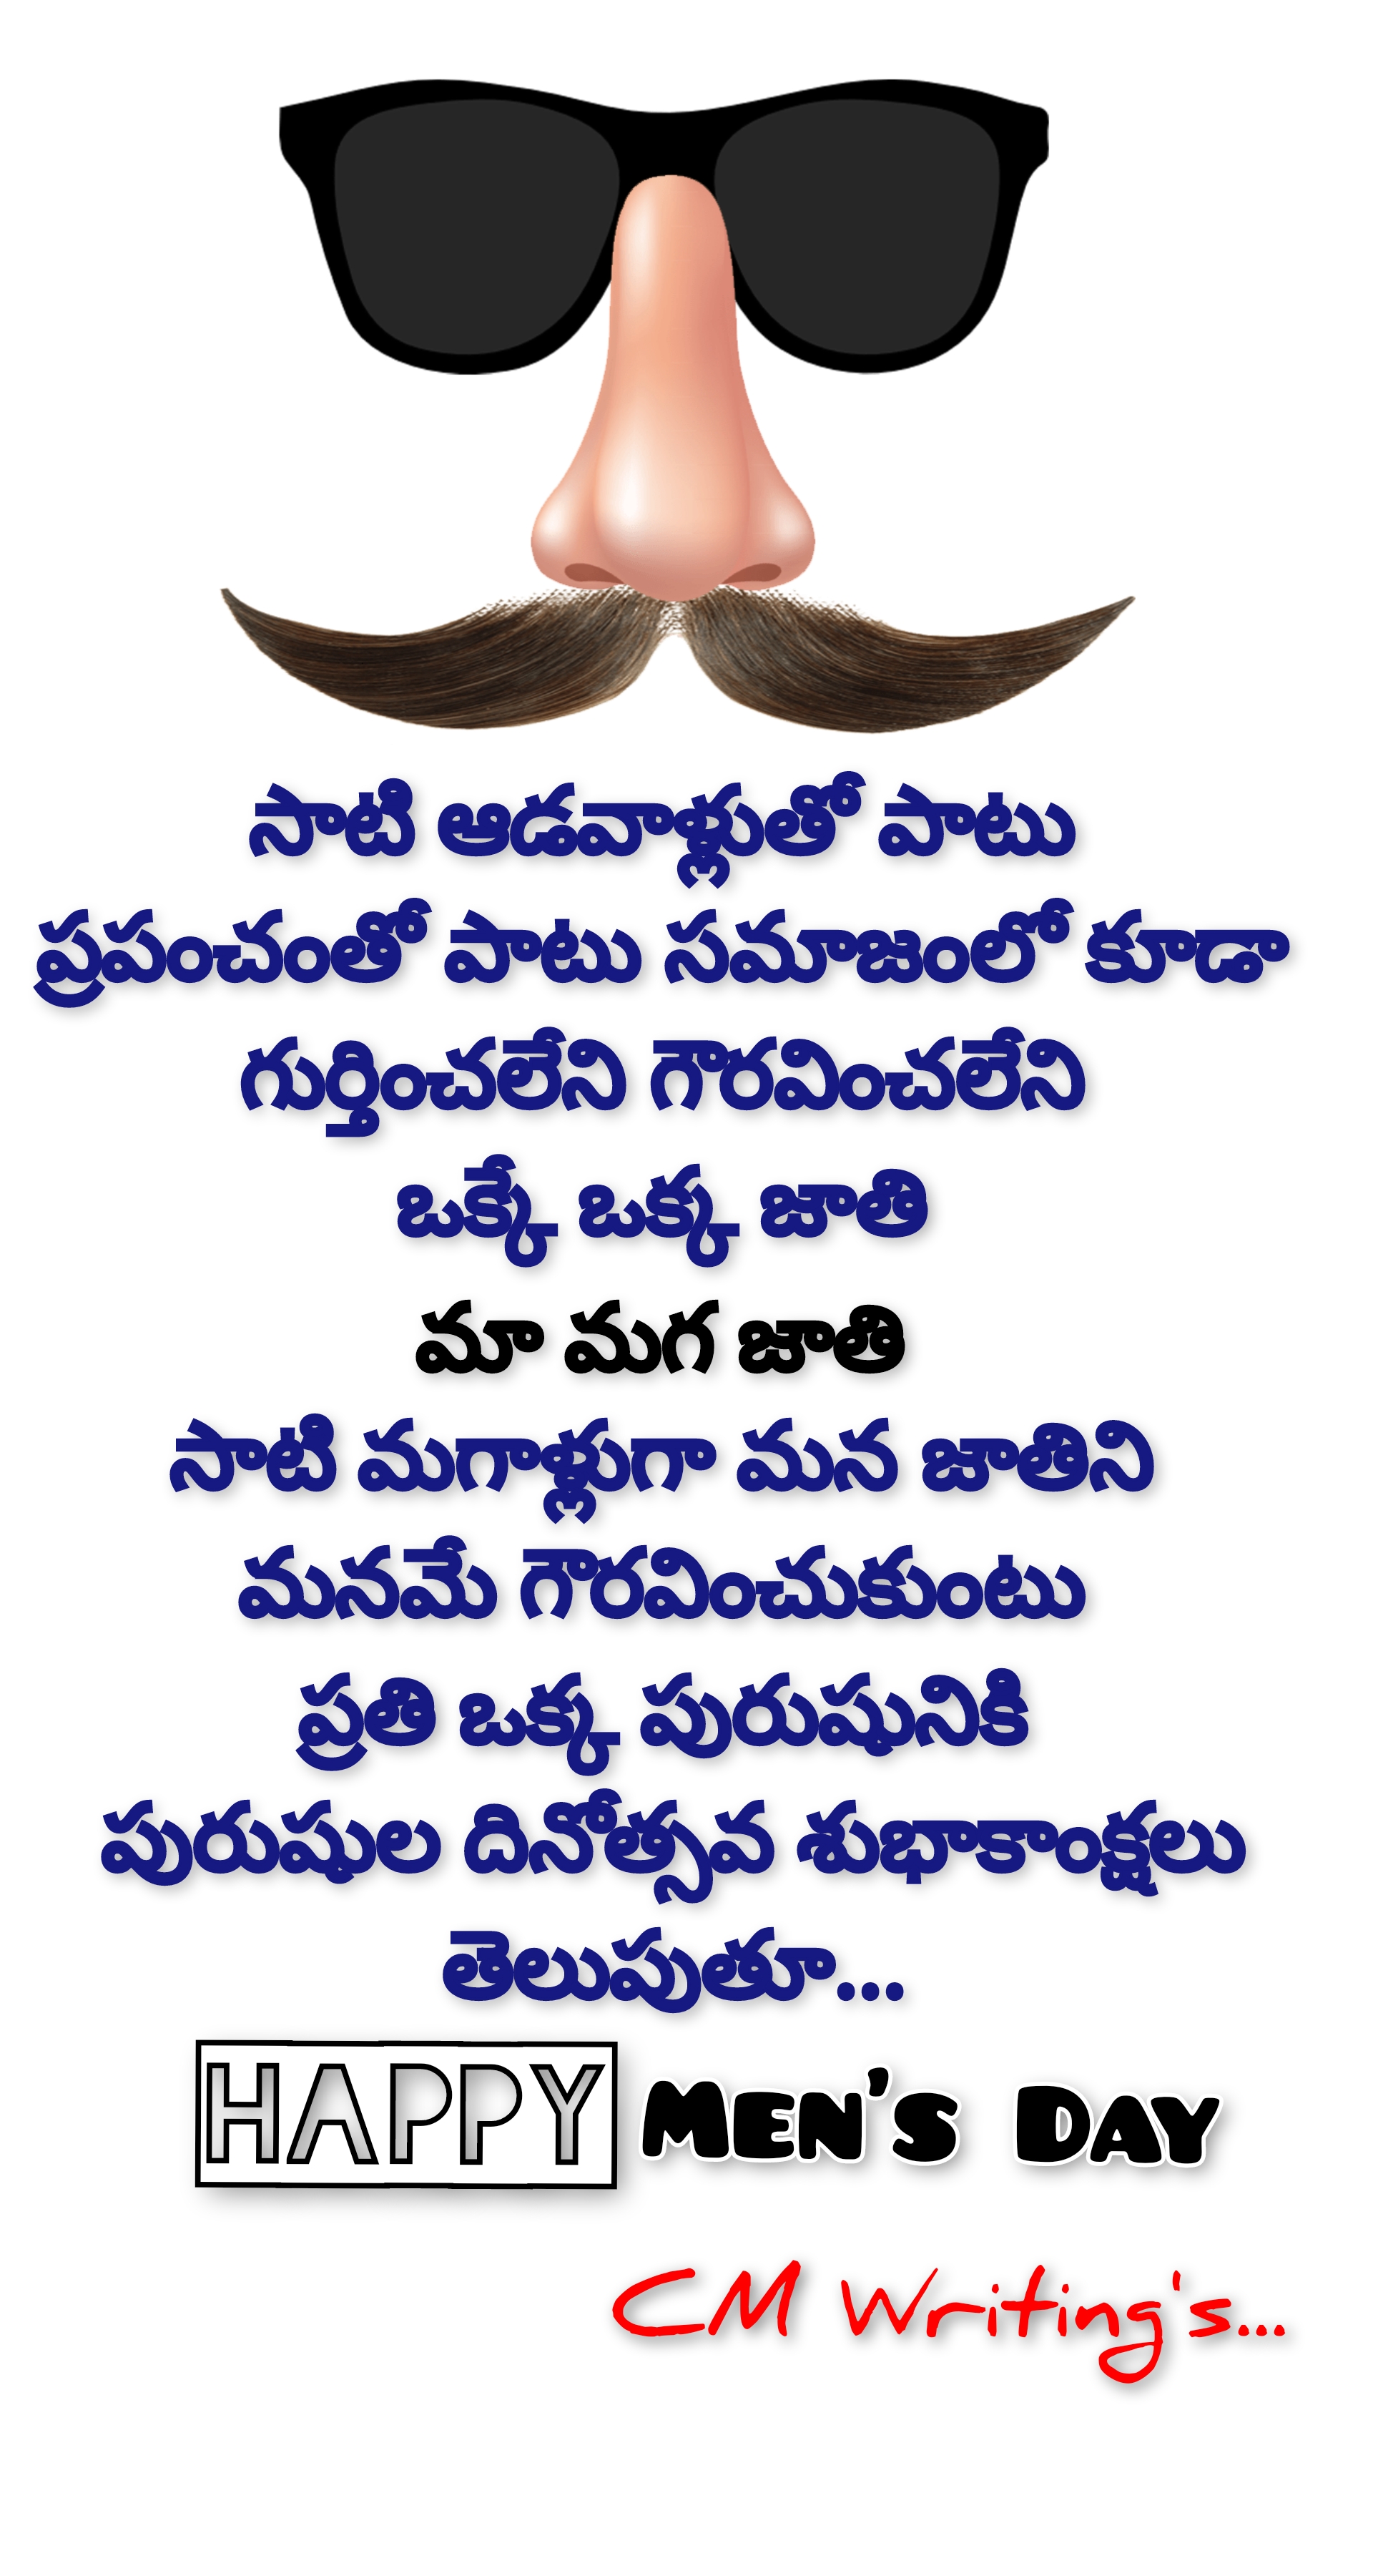 సాటి ఆడవాళ్లుతో పాటు
ప్రపంచంతో పాటు సమాజంలో కూడా
గుర్తించలేని గౌరవించలేని
ఒక్కే ఒక్క జాతి
మా మగ జాతి
సాటి మగాళ్లుగా మన జాతిని
మనమే గౌరవించుకుంటు
ప్రతి ఒక్క పురుషునికి
పురుషుల దినోత్సవ శుభాకాంక్షలు
తెలుపుతూ...
HAPPY MEN'S DAY
CM Writing's...